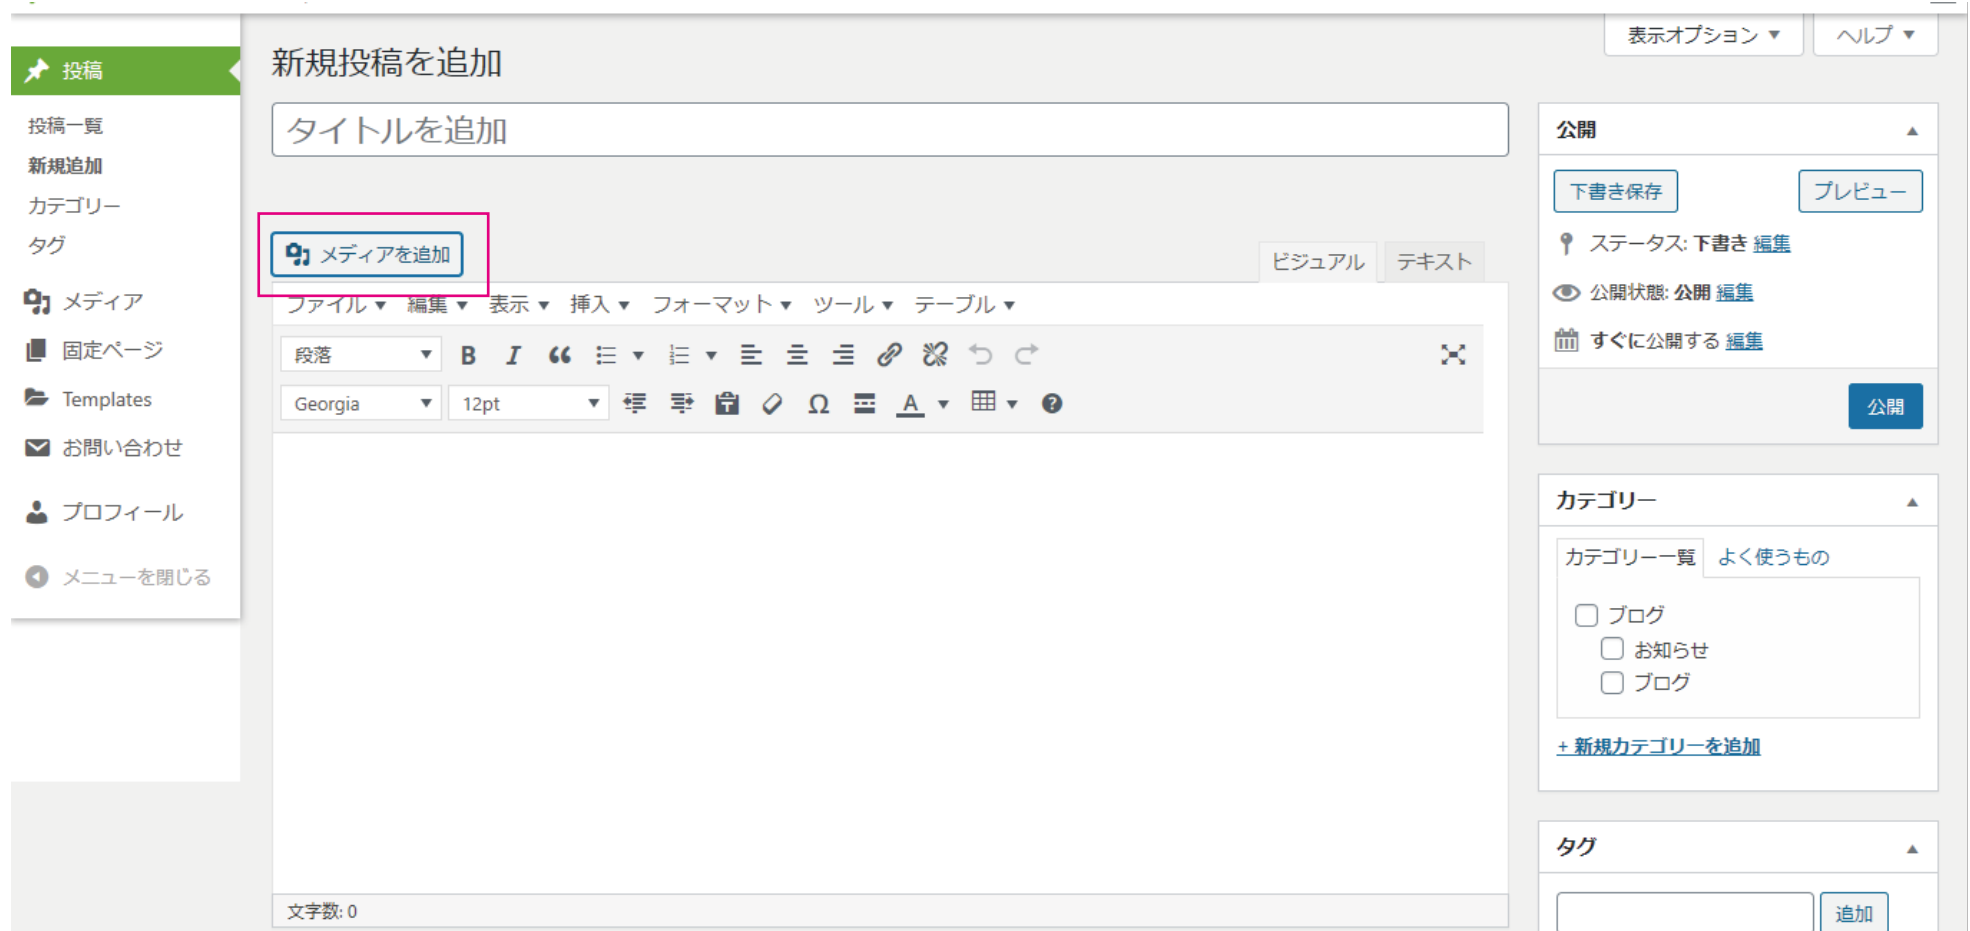 表示オプション ▼
ヘルプ ▼
投稿
投稿一覧
新規追加
カテゴリー
タグ
メディア
固定ページ
Templates
お問い合わせ
プロフィール
メニューを閉じる
新規投稿を追加
タイトルを追加
メディアを追加
ビジュアル
テキスト
ファイル ▼ 編集 ▼ 表示 ▼ 挿入 ▼ フォーマット ▼ ツール ▼ テーブル ▼
段落 ▼ B I
Georgia ▼ 12pt ▼ Ω A ▼
文字数: 0
公開 ▲
下書き保存
プレビュー
ステータス: 下書き 編集
公開状態: 公開 編集
すぐに公開する 編集
公開
カテゴリー ▲
カテゴリー一覧
よく使うもの
ブログ
お知らせ
ブログ
+ 新規カテゴリーを追加
タグ ▲
追加